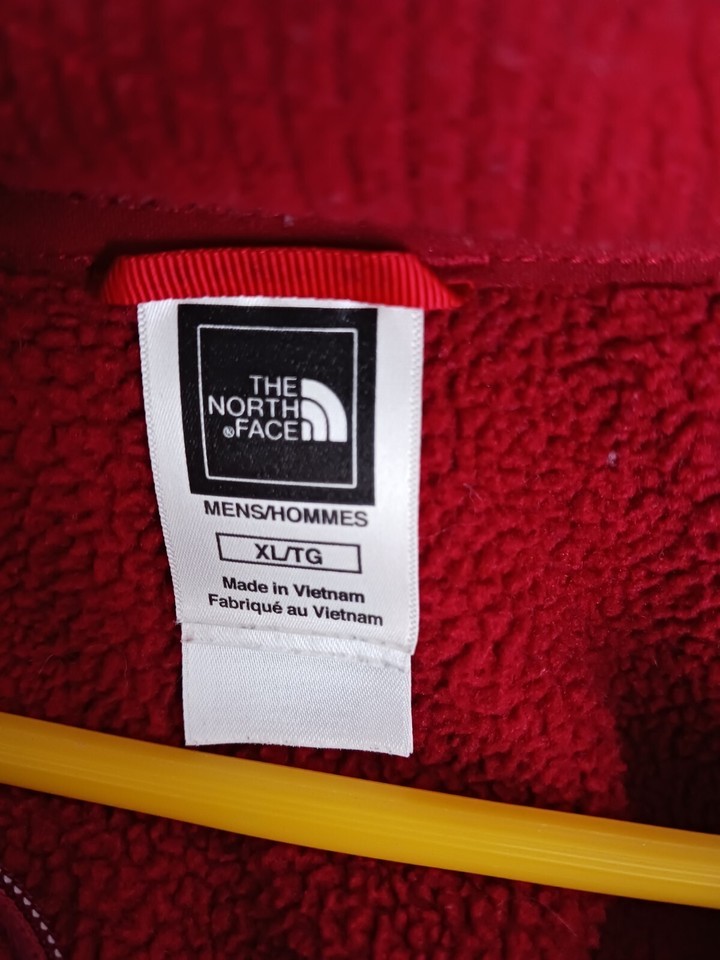 THE
NORTH
®FACE
MENS/HOMMES
XL/TG
Made in Vietnam
Fabriqué au Vietnam